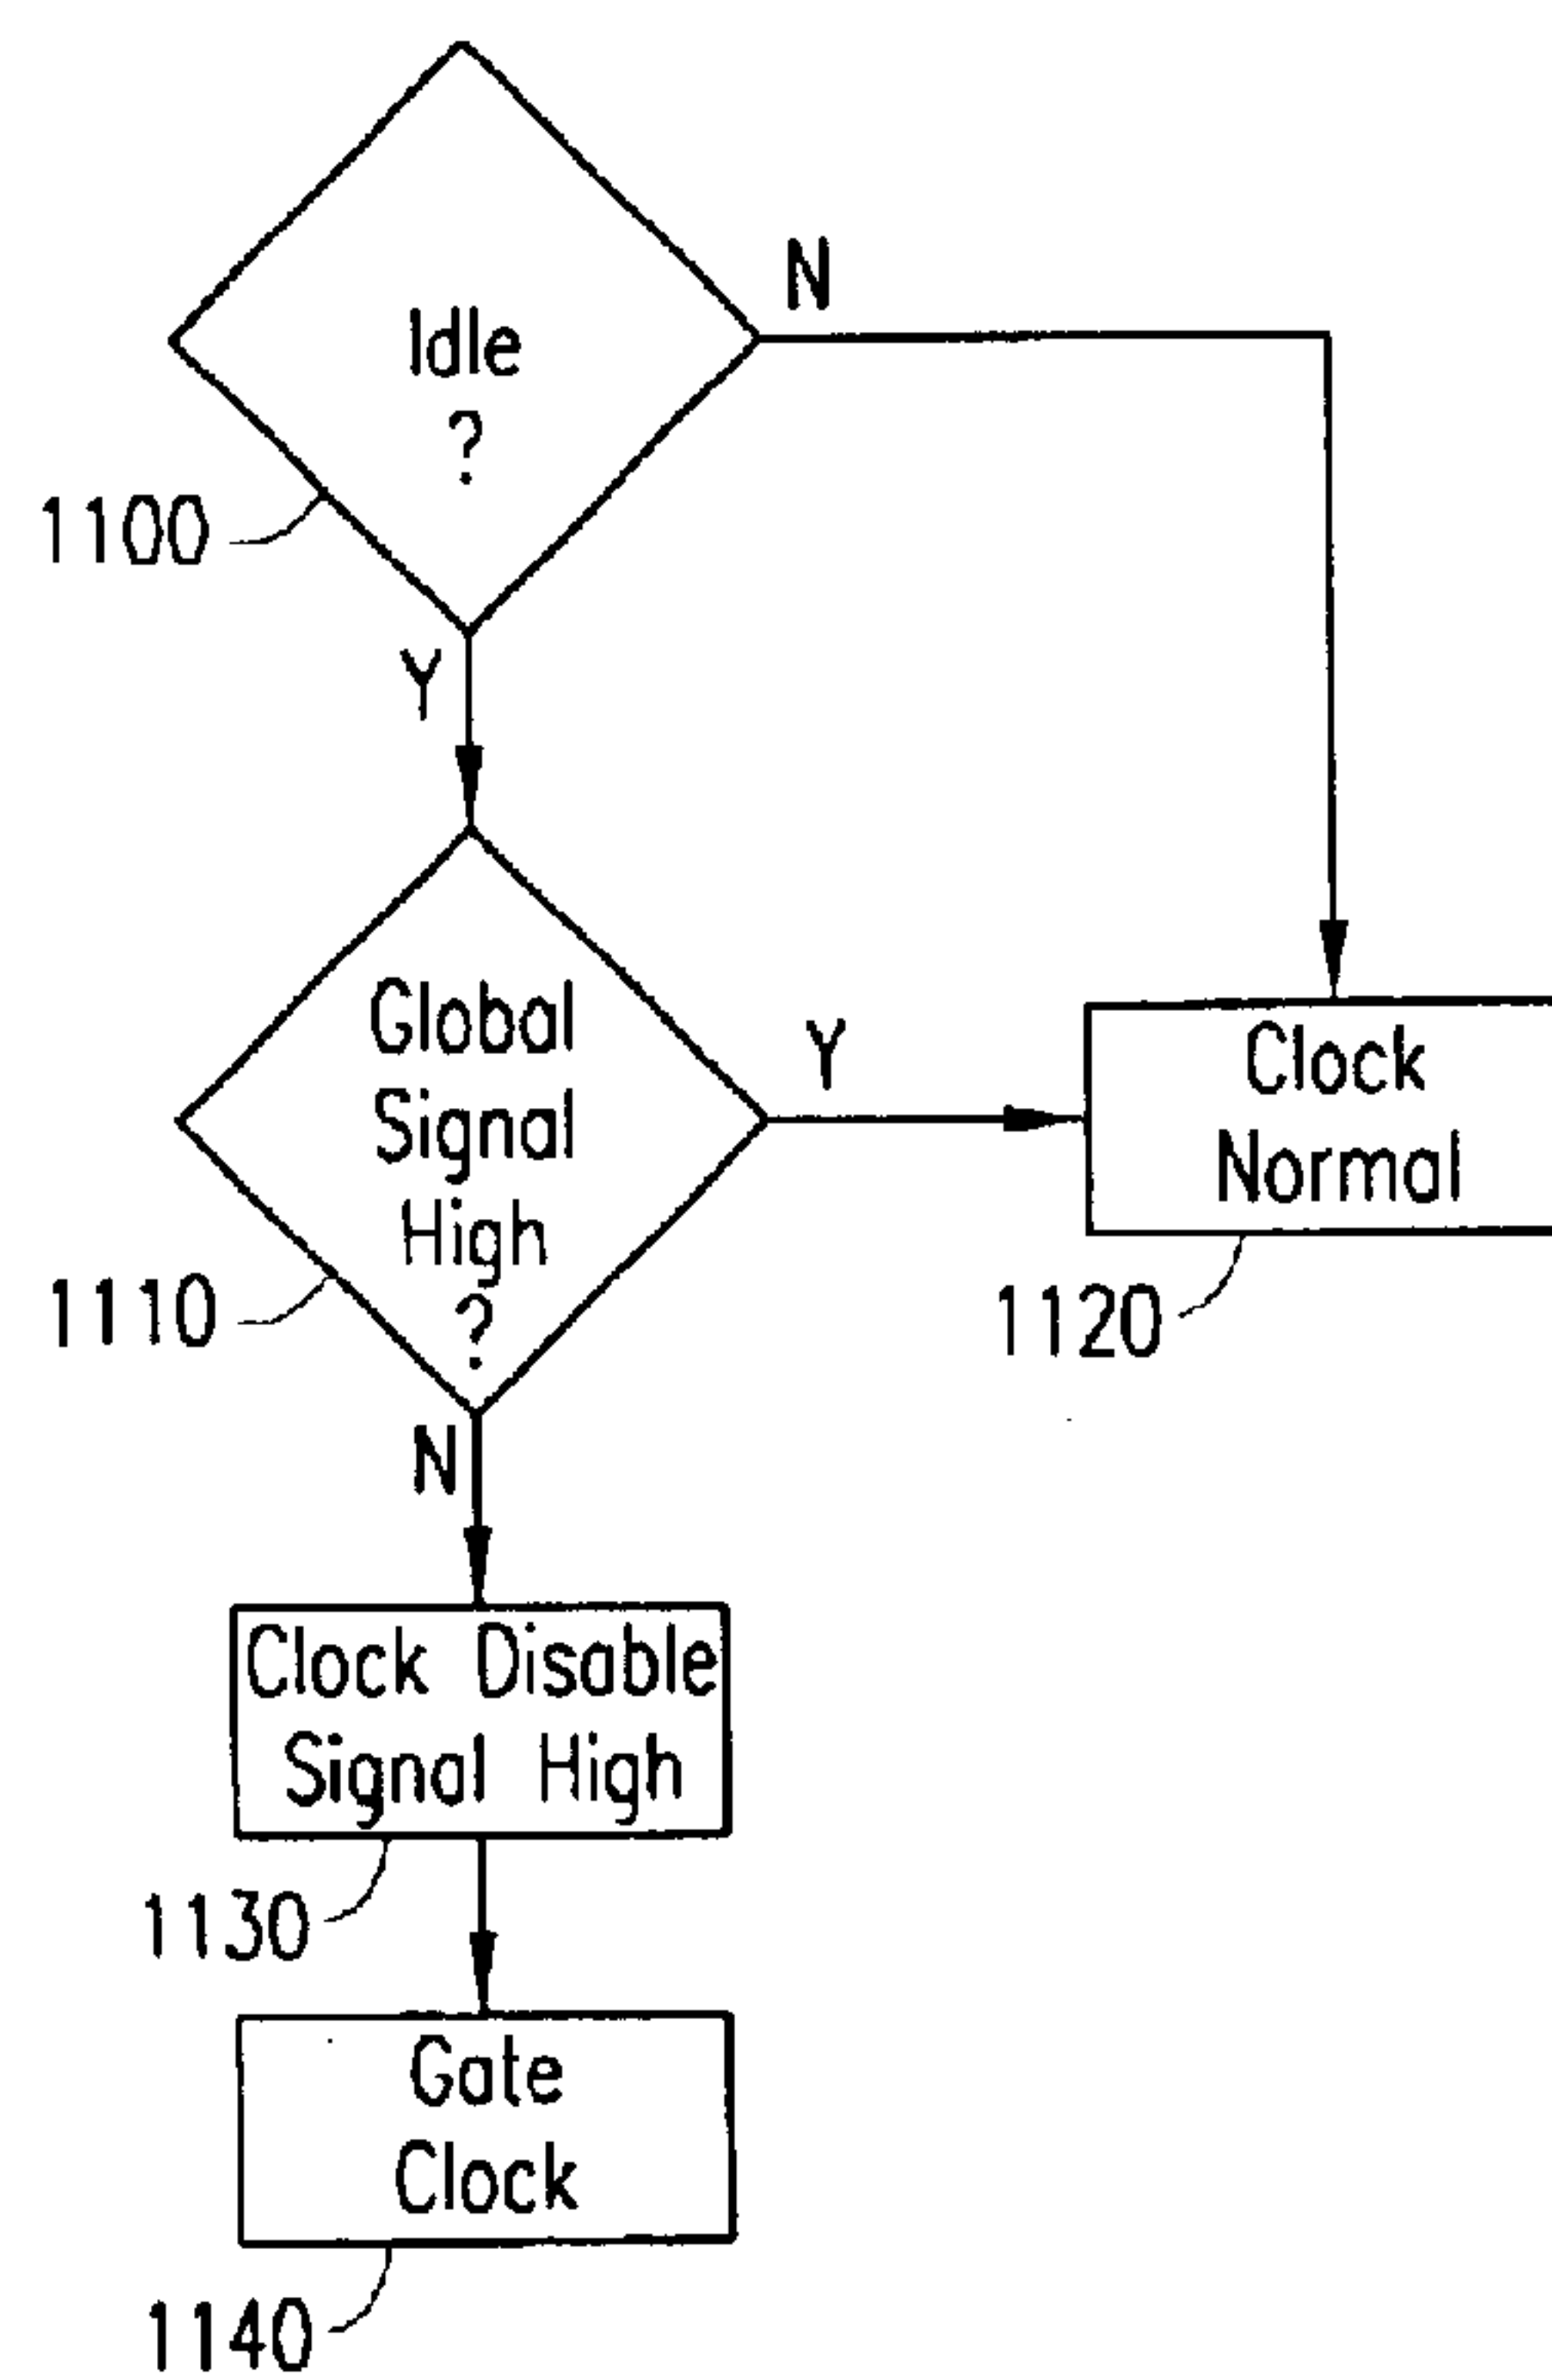 Idle
?
N
1100
Y
Global
Signal
High
?
Y
1110
Clock
Normal
1120
N
Clock Disable
Signal High
1130
Gate
Clock
1140